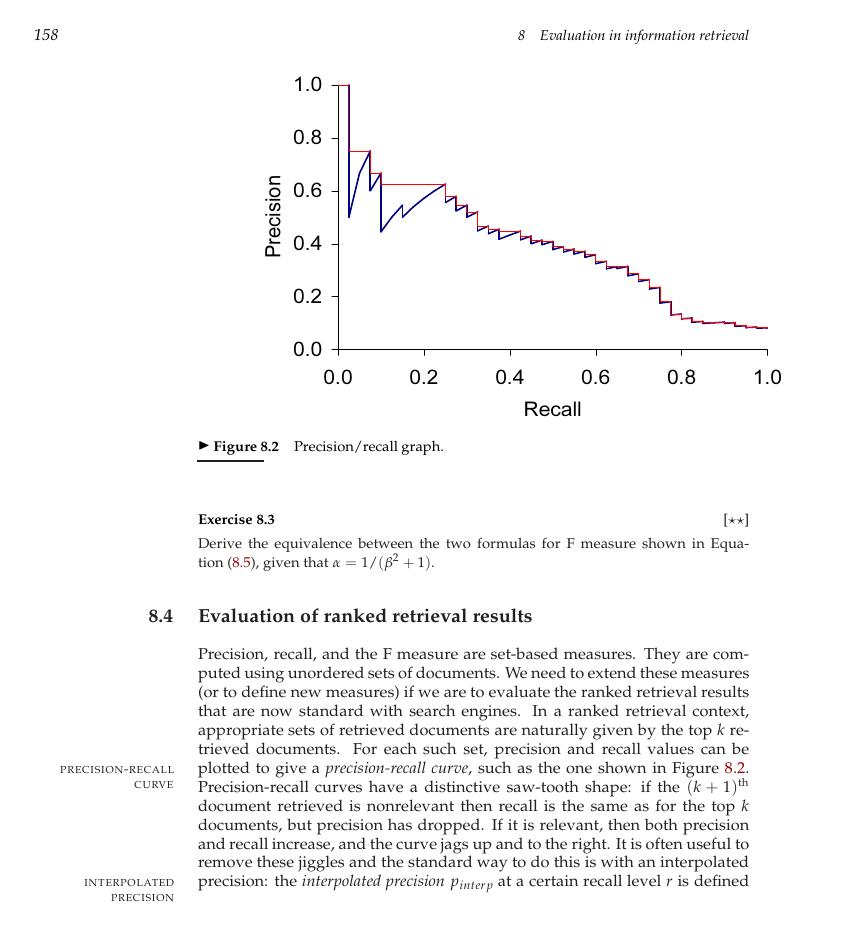 158
8 Evaluation in information retrieval
1.0
0.8
0.6
0.4
0.2
0.0
Precision
0.0 0.2 0.4 0.6 0.8 1.0
Recall
► Figure 8.2 Precision/recall graph.
Exercise 8.3 [⋆⋆]
Derive the equivalence between the two formulas for F measure shown in Equa-
tion (8.5), given that α = 1/(β² + 1).
8.4 Evaluation of ranked retrieval results
Precision, recall, and the F measure are set-based measures. They are com-
puted using unordered sets of documents. We need to extend these measures
(or to define new measures) if we are to evaluate the ranked retrieval results
that are now standard with search engines. In a ranked retrieval context,
appropriate sets of retrieved documents are naturally given by the top k re-
trieved documents. For each such set, precision and recall values can be
PRECISION-RECALL
CURVE
plotted to give a precision-recall curve, such as the one shown in Figure 8.2.
Precision-recall curves have a distinctive saw-tooth shape: if the (k + 1)ᵗʰ
document retrieved is nonrelevant then recall is the same as for the top k
documents, but precision has dropped. If it is relevant, then both precision
and recall increase, and the curve jags up and to the right. It is often useful to
remove these jiggles and the standard way to do this is with an interpolated
INTERPOLATED
PRECISION
precision: the interpolated precision p_interp at a certain recall level r is defined